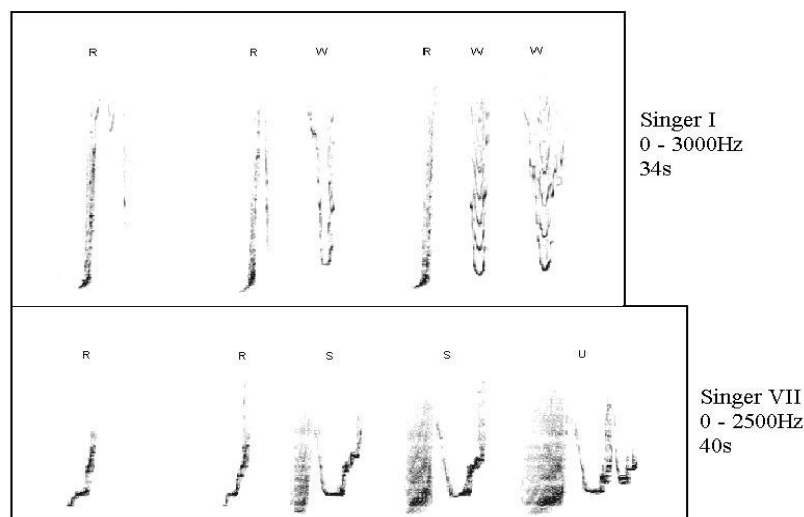 R R W R W W
Singer I
0 - 3000Hz
34s
R R S S U
Singer VII
0 - 2500Hz
40s